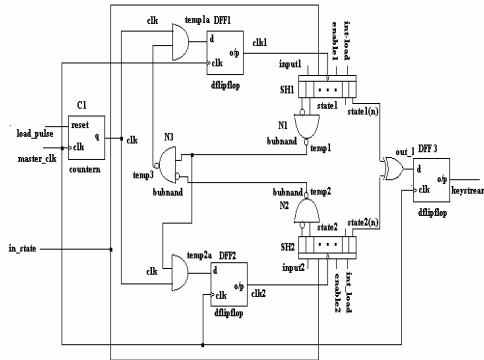 temp1a DFF1
clk
d
o/p
clk
dflipflop
clk1
input1
enable1
int-load
SH1
state1
state1(n)
C1
load_pulse
reset
q
master_clk
clk
countern
clk
N3
temp3
bubnand
N1
bubnand
temp1
out_1 DFF 3
d
o/p
clk
keystream
dflipflop
bubnand
temp2
N2
state2
state2(n)
SH2
input2
enable2
int_load
in_state
clk
temp2a
DFF2
d
o/p
clk
clk2
dflipflop